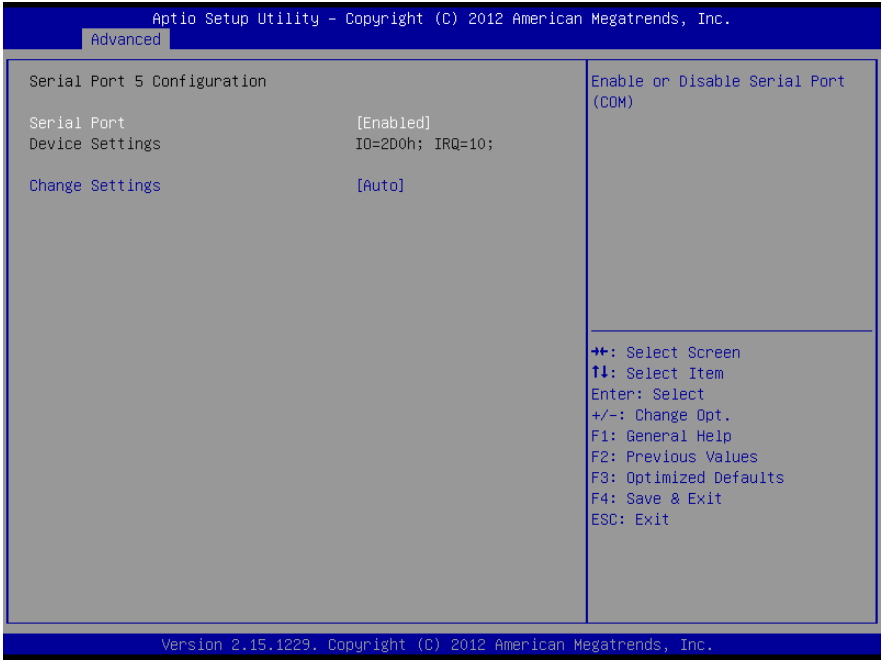 Aptio Setup Utility – Copyright (C) 2012 American Megatrends, Inc.
Advanced
Serial Port 5 Configuration
Serial Port [Enabled]
Device Settings IO=2D0h; IRQ=10;
Change Settings [Auto]
Enable or Disable Serial Port
(COM)
→←: Select Screen
↑↓: Select Item
Enter: Select
+/-: Change Opt.
F1: General Help
F2: Previous Values
F3: Optimized Defaults
F4: Save & Exit
ESC: Exit
Version 2.15.1229. Copyright (C) 2012 American Megatrends, Inc.